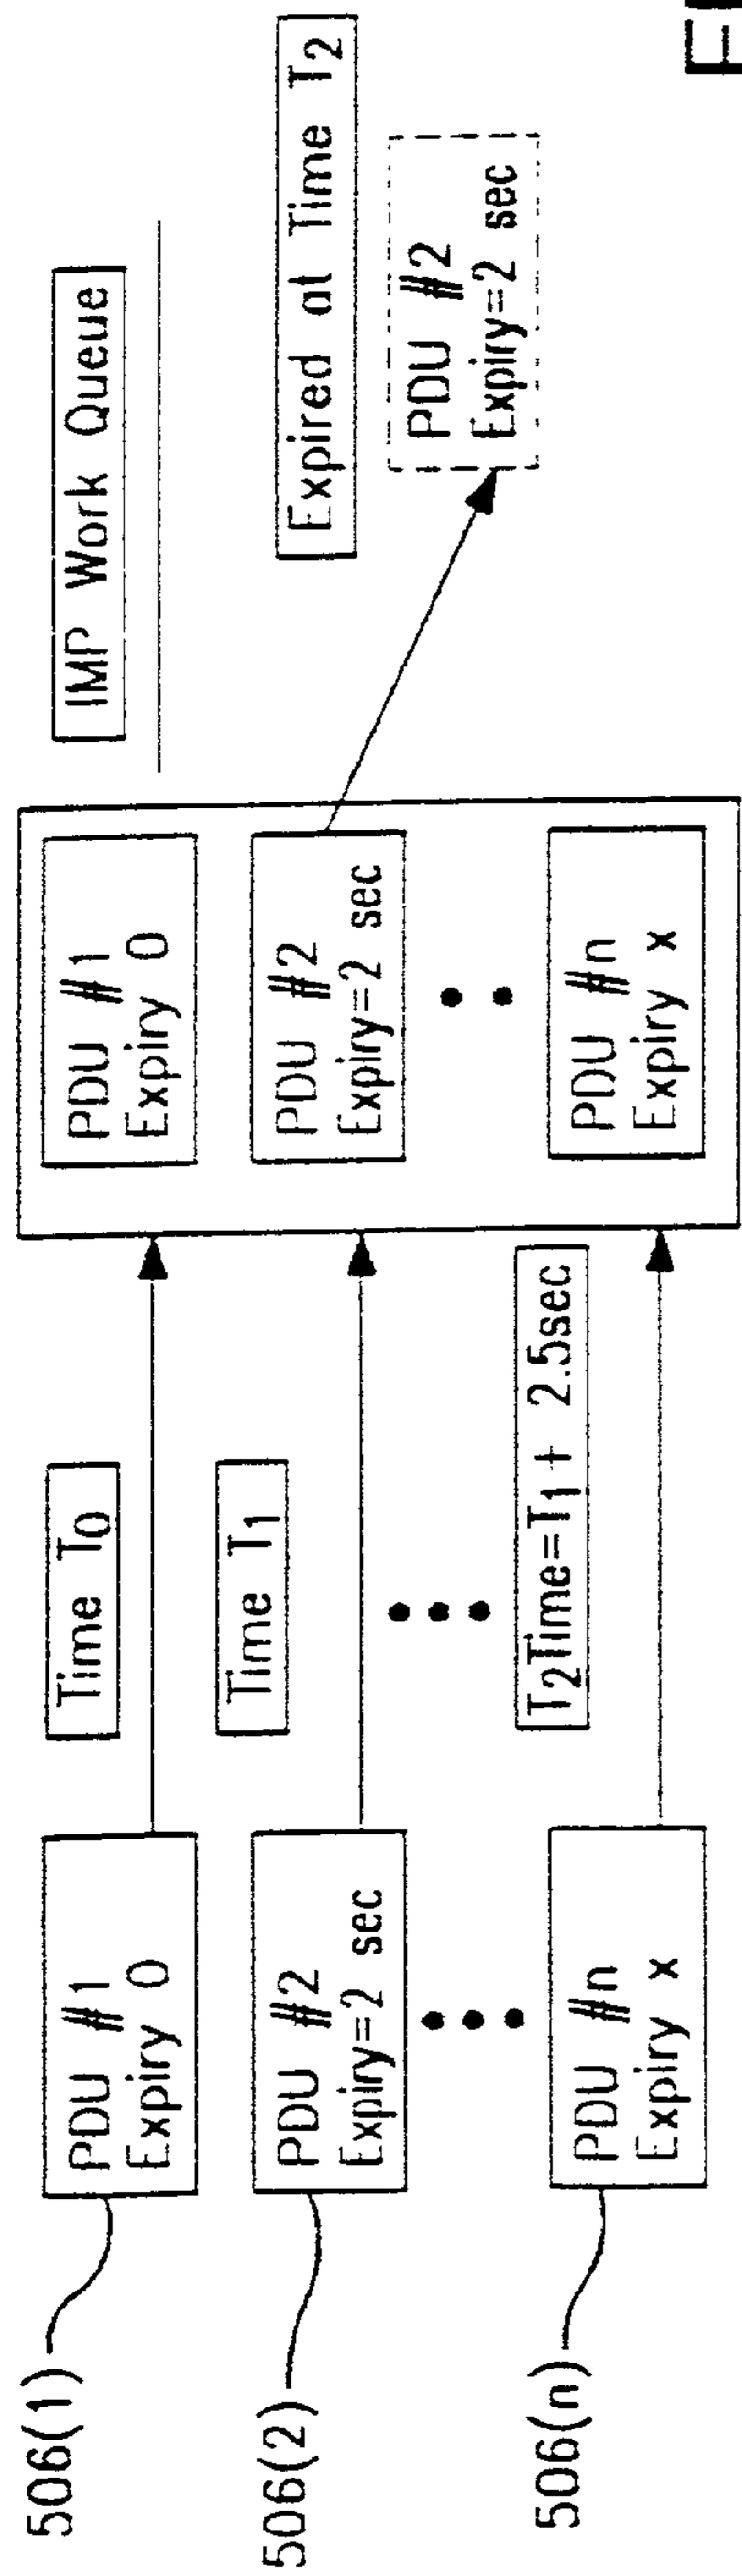 506(1)
PDU #1
Expiry 0
506(2)
PDU #2
Expiry=2 sec
506(n)
PDU #n
Expiry x
Time T0
Time T1
T2Time=T1 + 2.5sec
PDU #1
Expiry 0
PDU #2
Expiry=2 sec
PDU #n
Expiry x
IMP Work Queue
Expired at Time T2
PDU #2
Expiry=2 sec